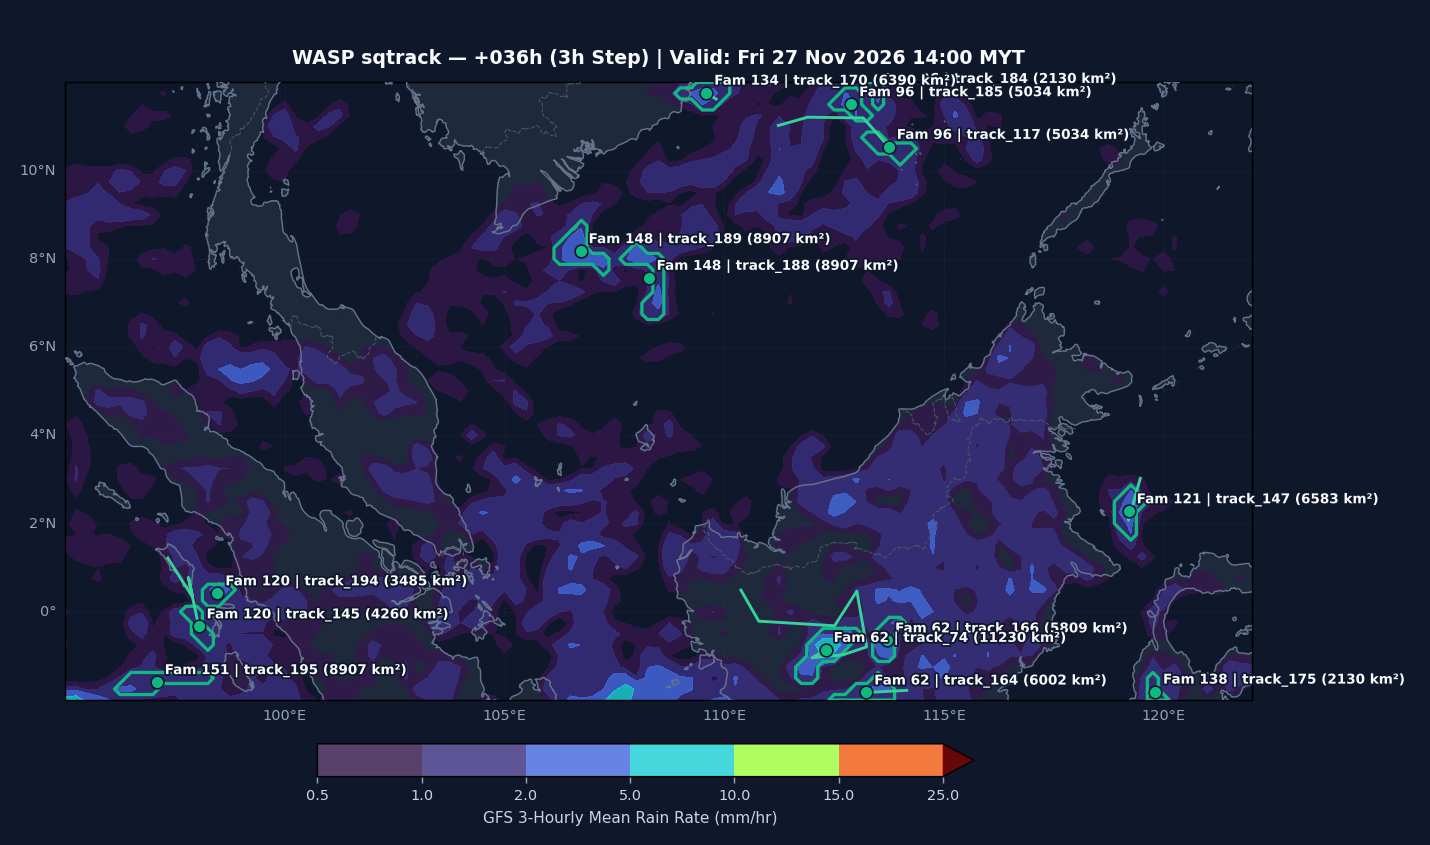 WASP sqtrack — +036h (3h Step) | Valid: Fri 27 Nov 2026 14:00 MYT
Fam 134 | track_170 (6390 km²)
track_184 (2130 km²)
Fam 96 | track_185 (5034 km²)
Fam 96 | track_117 (5034 km²)
10°N
Fam 148 | track_189 (8907 km²)
8°N
Fam 148 | track_188 (8907 km²)
6°N
4°N
Fam 121 | track_147 (6583 km²)
2°N
Fam 120 | track_194 (3485 km²)
0°
Fam 120 | track_145 (4260 km²)
Fam 62 | track_166 (5809 km²)
Fam 62 | track_74 (11230 km²)
Fam 151 | track_195 (8907 km²)
Fam 62 | track_164 (6002 km²)
Fam 138 | track_175 (2130 km²)
100°E
105°E
110°E
115°E
120°E
0.5
1.0
2.0
5.0
10.0
15.0
25.0
GFS 3-Hourly Mean Rain Rate (mm/hr)